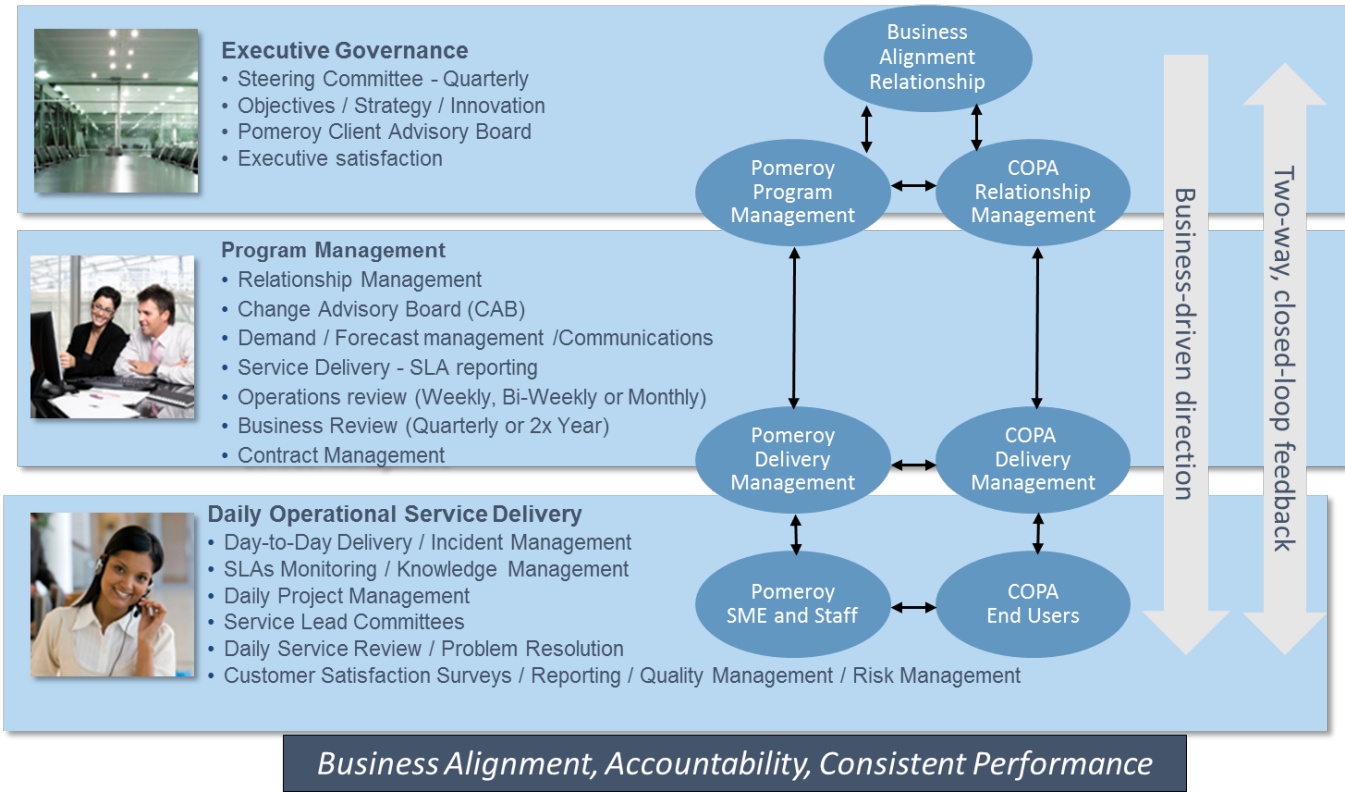 Executive Governance
• Steering Committee - Quarterly
• Objectives / Strategy / Innovation
• Pomeroy Client Advisory Board
• Executive satisfaction
Business
Alignment
Relationship
Pomeroy
Program
Management
COPA
Relationship
Management
Program Management
• Relationship Management
• Change Advisory Board (CAB)
• Demand / Forecast management /Communications
• Service Delivery - SLA reporting
• Operations review (Weekly, Bi-Weekly or Monthly)
• Business Review (Quarterly or 2x Year)
• Contract Management
Pomeroy
Delivery
Management
COPA
Delivery
Management
Daily Operational Service Delivery
• Day-to-Day Delivery / Incident Management
• SLAs Monitoring / Knowledge Management
• Daily Project Management
• Service Lead Committees
• Daily Service Review / Problem Resolution
• Customer Satisfaction Surveys / Reporting / Quality Management / Risk Management
Pomeroy
SME and Staff
COPA
End Users
Business-driven direction
Two-way, closed-loop feedback
Business Alignment, Accountability, Consistent Performance